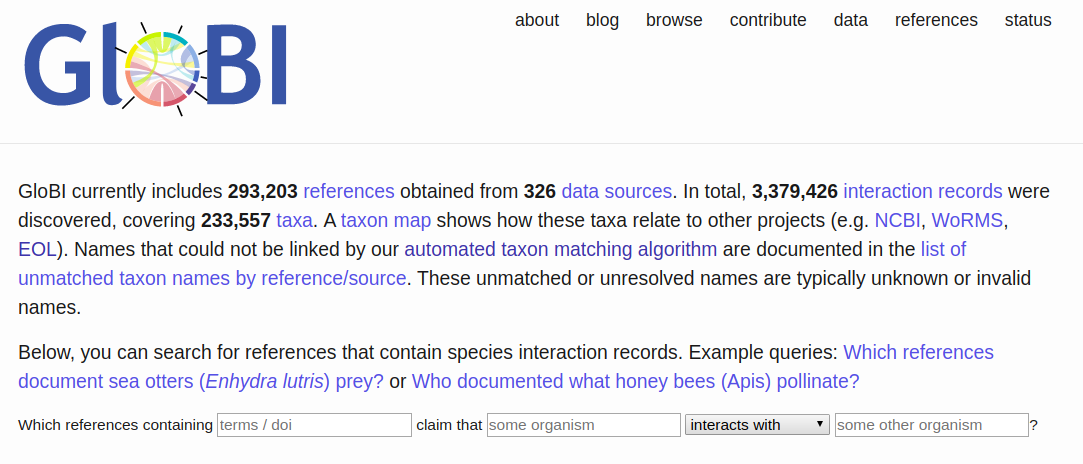 GloBI
about blog browse contribute data references status
GloBI currently includes 293,203 references obtained from 326 data sources. In total, 3,379,426 interaction records were
discovered, covering 233,557 taxa. A taxon map shows how these taxa relate to other projects (e.g. NCBI, WoRMS,
EOL). Names that could not be linked by our automated taxon matching algorithm are documented in the list of
unmatched taxon names by reference/source. These unmatched or unresolved names are typically unknown or invalid
names.
Below, you can search for references that contain species interaction records. Example queries: Which references
document sea otters (Enhydra lutris) prey? or Who documented what honey bees (Apis) pollinate?
Which references containing terms / doi claim that some organism interacts with some other organism ?